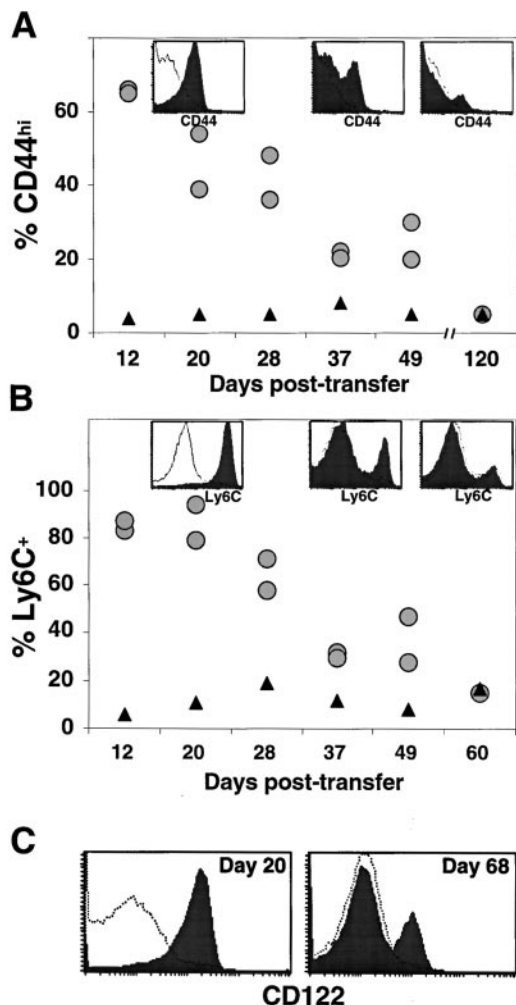 A
CD44 CD44 CD44
60
40
20
0
% CD44hi
12 20 28 37 49 120
Days post-transfer
B
Ly6C Ly6C Ly6C
100
80
60
40
20
0
% Ly6C+
12 20 28 37 49 60
Days post-transfer
C
Day 20 Day 68
CD122